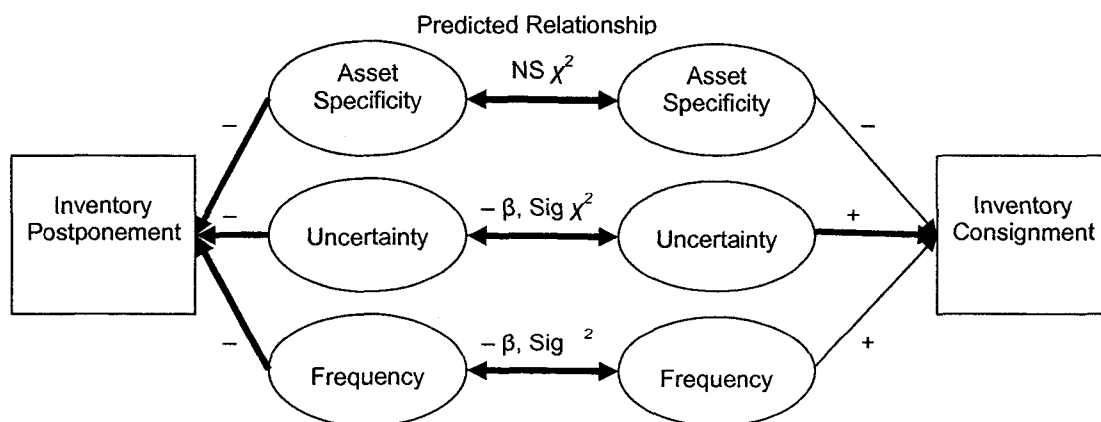 Predicted Relationship
Asset
Specificity
NS χ²
Asset
Specificity
–
–
Inventory
Postponement
–
Uncertainty
– β, Sig χ²
Uncertainty
+
Inventory
Consignment
–
Frequency
– β, Sig ²
Frequency
+